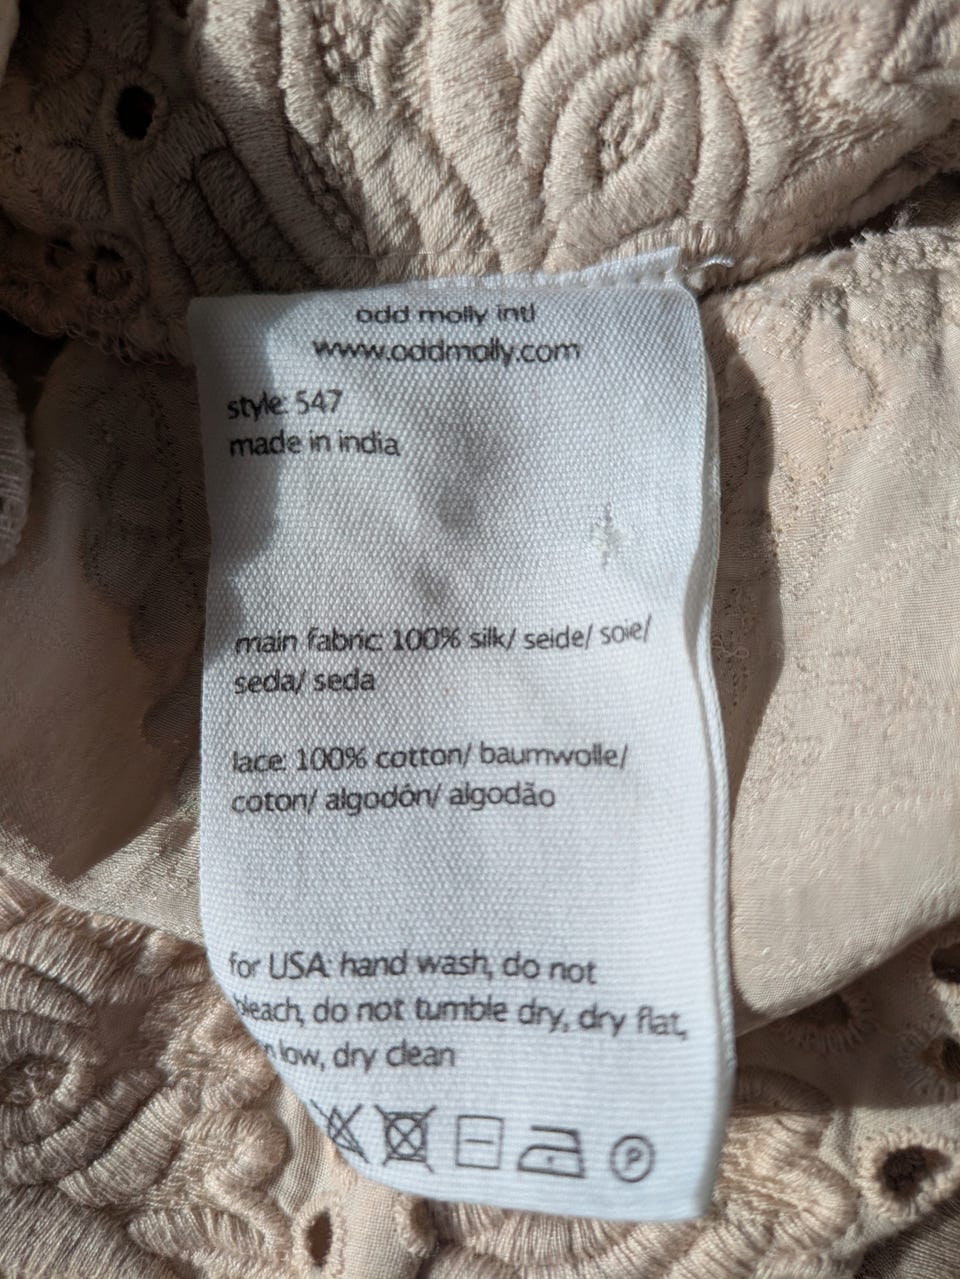 odd molly intl
www.oddmolly.com
style: 547
made in india
main fabric: 100% silk/ seide/ soie/
seda/ seda
lace: 100% cotton/ baumwolle/
coton/ algodón/ algodão
for USA: hand wash, do not
bleach, do not tumble dry, dry flat,
low, dry clean
P